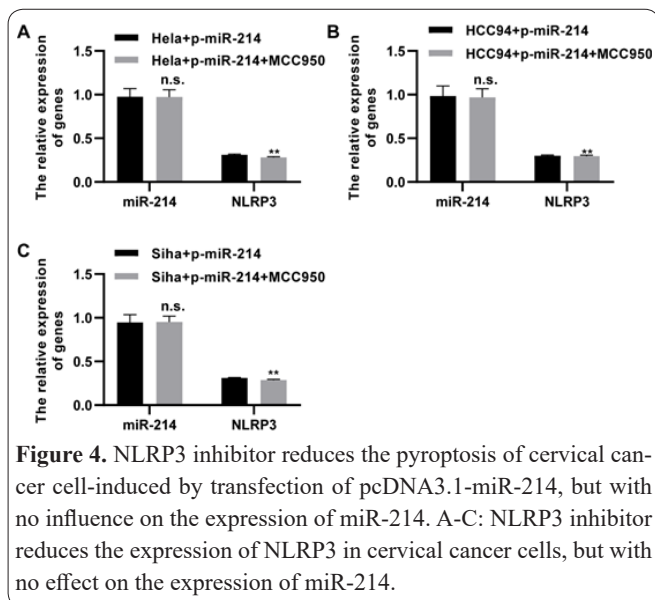 A
Hela+p-miR-214
Hela+p-miR-214+MCC950
The relative expression
of genes
1.5
1.0
0.5
0.0
n.s.
**
miR-214
NLRP3
B
HCC94+p-miR-214
HCC94+p-miR-214+MCC950
The relative expression
of genes
1.5
1.0
0.5
0.0
n.s.
**
miR-214
NLRP3
C
Siha+p-miR-214
Siha+p-miR-214+MCC950
The relative expression
of genes
1.5
1.0
0.5
0.0
n.s.
**
miR-214
NLRP3
Figure 4. NLRP3 inhibitor reduces the pyroptosis of cervical can-
cer cell-induced by transfection of pcDNA3.1-miR-214, but with
no influence on the expression of miR-214. A-C: NLRP3 inhibitor
reduces the expression of NLRP3 in cervical cancer cells, but with
no effect on the expression of miR-214.